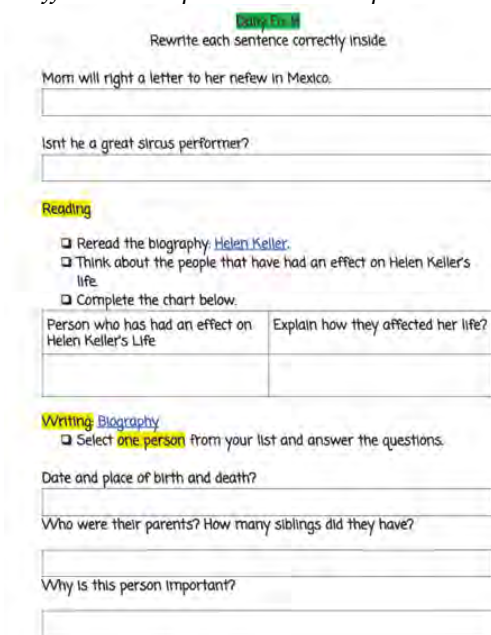 Daily Fix It
Rewrite each sentence correctly inside.
Mom will right a letter to her nefew in Mexico.
Isnt he a great sircus performer?
Reading
❑ Reread the biography: Helen Keller.
❑ Think about the people that have had an effect on Helen Keller's
life.
❑ Complete the chart below.
Person who has had an effect on
Helen Keller's Life
Explain how they affected her life?
Writing: Biography
❑ Select one person from your list and answer the questions.
Date and place of birth and death?
Who were their parents? How many siblings did they have?
Why is this person important?